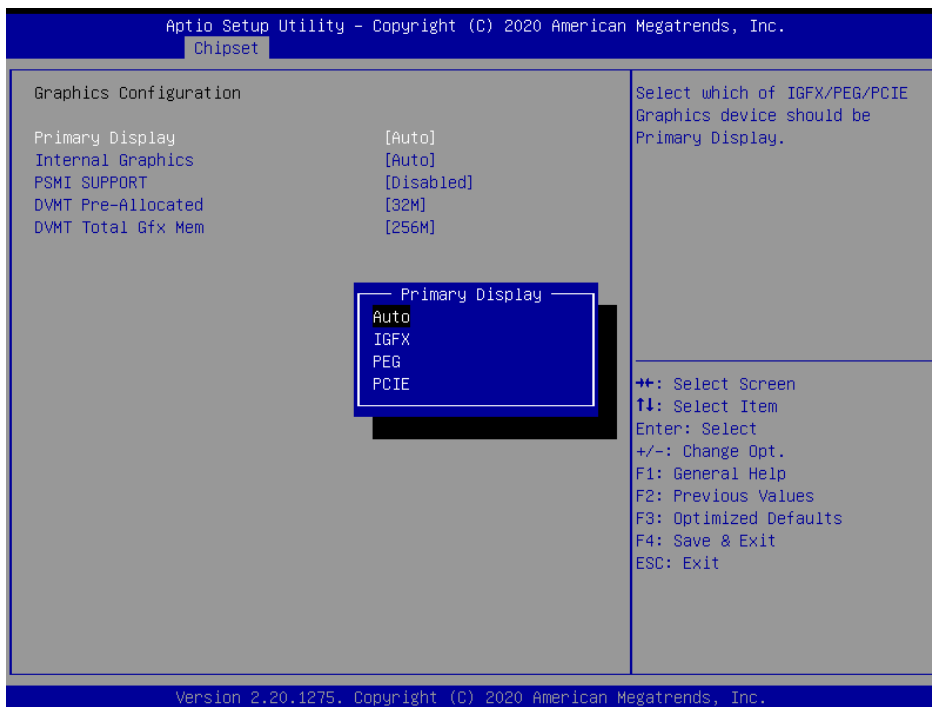 Aptio Setup Utility – Copyright (C) 2020 American Megatrends, Inc.
Chipset
Graphics Configuration
Primary Display [Auto]
Internal Graphics [Auto]
PSMI SUPPORT [Disabled]
DVMT Pre-Allocated [32M]
DVMT Total Gfx Mem [256M]
Primary Display
Auto
IGFX
PEG
PCIE
Select which of IGFX/PEG/PCIE
Graphics device should be
Primary Display.
→←: Select Screen
↑↓: Select Item
Enter: Select
+/-: Change Opt.
F1: General Help
F2: Previous Values
F3: Optimized Defaults
F4: Save & Exit
ESC: Exit
Version 2.20.1275. Copyright (C) 2020 American Megatrends, Inc.